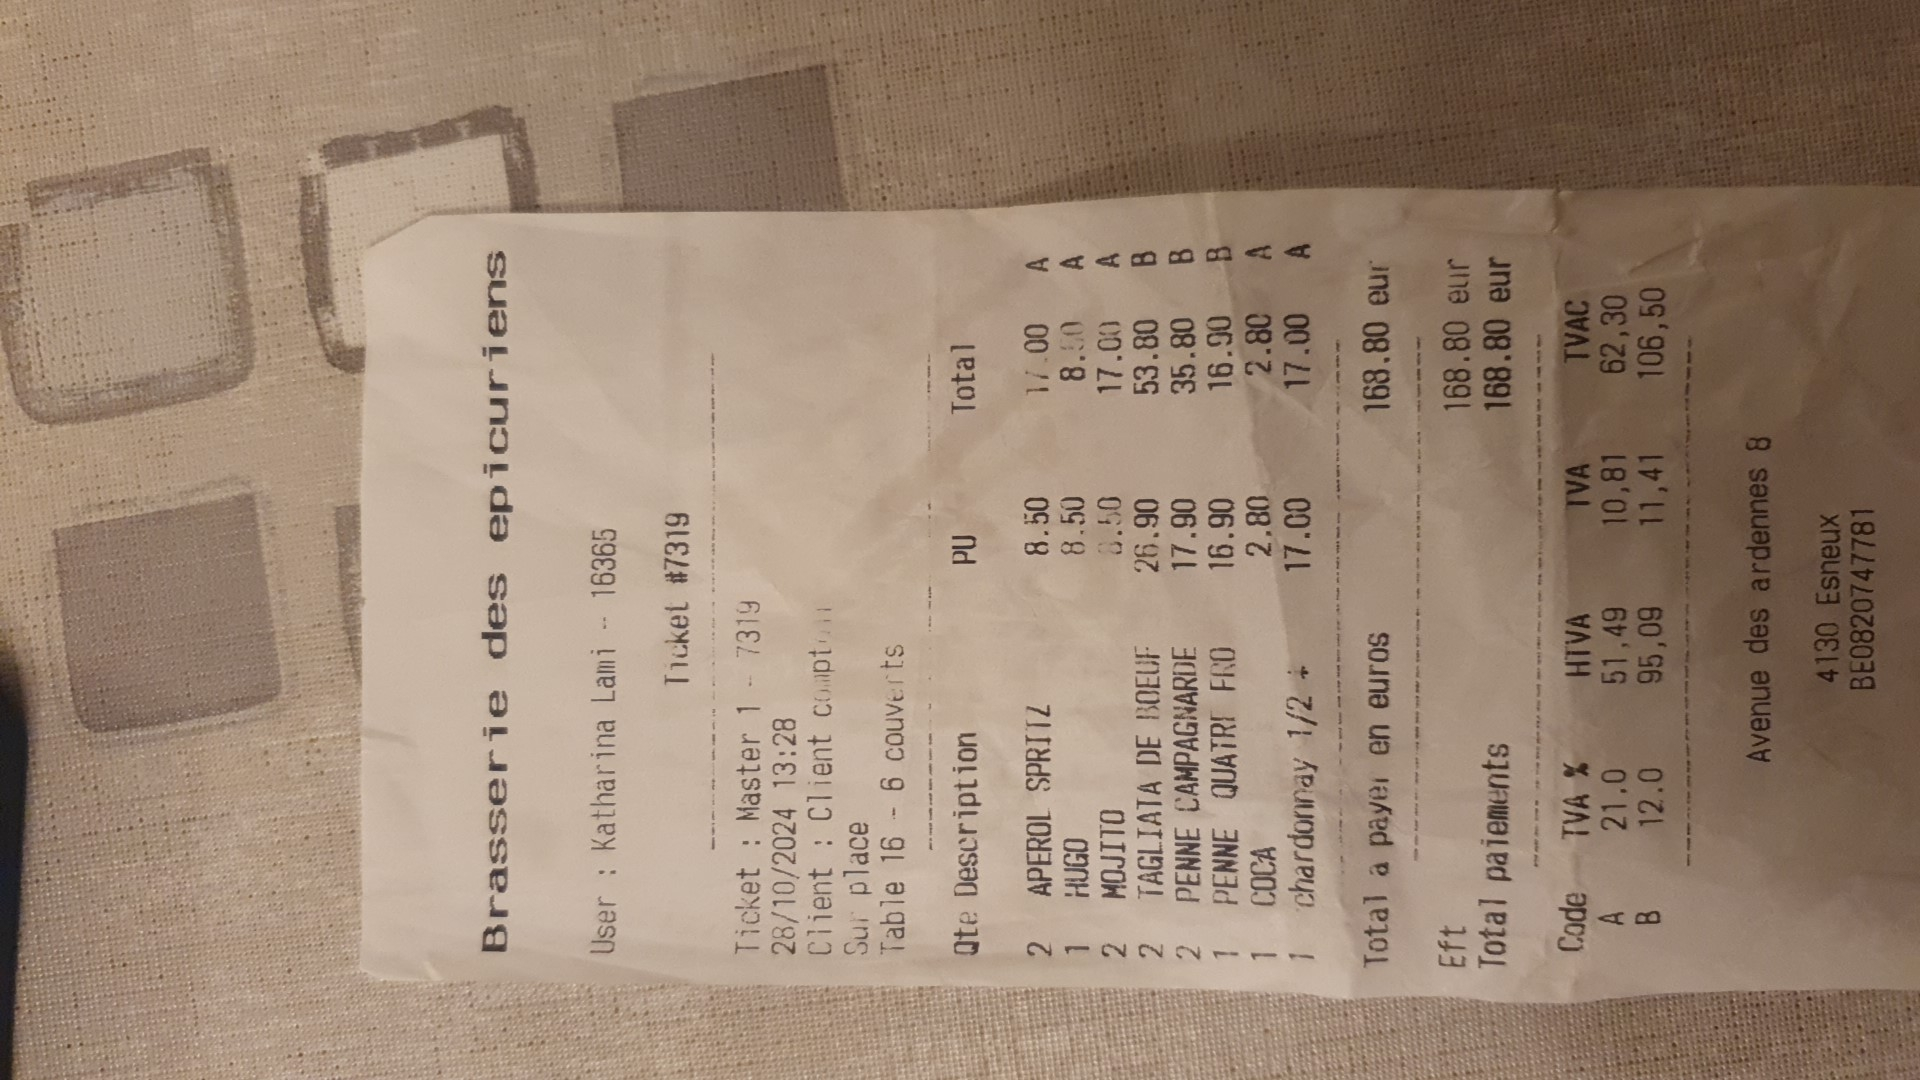 Brasserie des epicuriens
User : Katharina Lami -- 16365
Ticket #7319
Ticket : Master 1 - 7319
28/10/2024 13:28
Client : Client comptoir
Sur place
Table 16 - 6 couverts
Qte Description PU Total
2 APEROL SPRITZ 8.50 17.00 A
1 HUGO 8.50 8.50 A
2 MOJITO 8.50 17.00 A
2 TAGLIATA DE BOEUF 26.90 53.80 B
2 PENNE CAMPAGNARDE 17.90 35.80 B
1 PENNE QUATRE FRO 16.90 16.90 B
1 COCA 2.80 2.80 A
1 chardonnay 1/2 + 17.00 17.00 A
Total a payer en euros 168.80 eur
Eft 168.80 eur
Total paiements 168.80 eur
Code TVA % HTVA TVA TVAC
A 21.0 51,49 10,81 62,30
B 12.0 95,09 11,41 106,50
Avenue des ardennes 8
4130 Esneux
BE0820747781